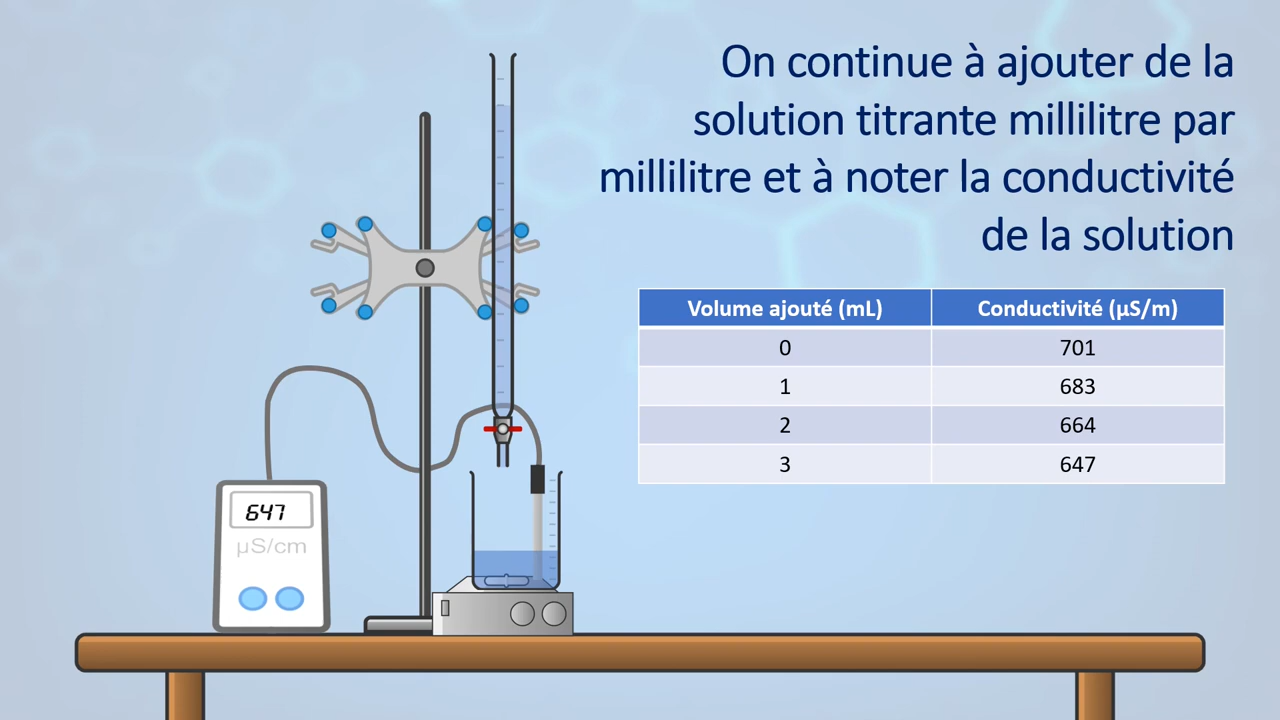 On continue à ajouter de la
solution titrante millilitre par
millilitre et à noter la conductivité
de la solution
Volume ajouté (mL) Conductivité (µS/m)
0 701
1 683
2 664
3 647
647
µS/cm